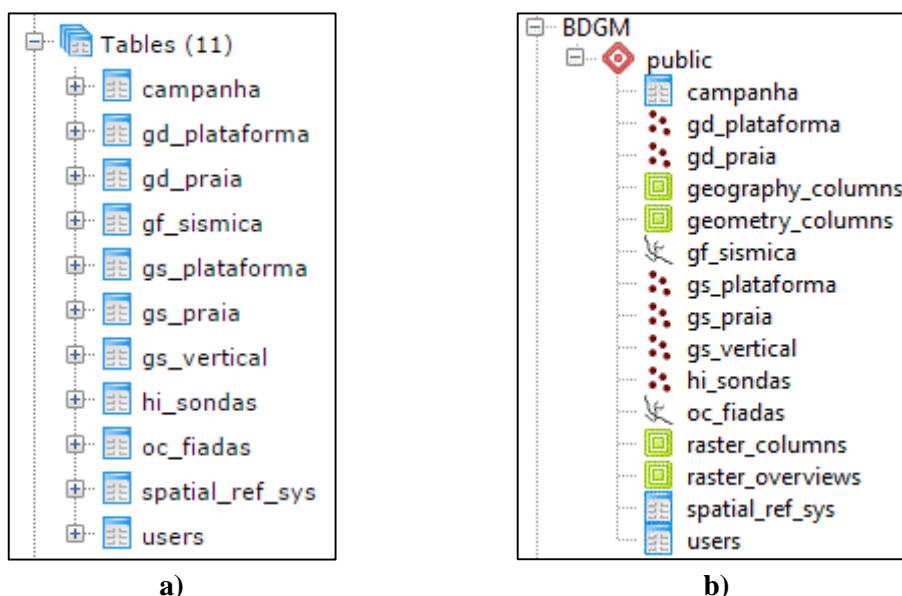 Tables (11)
campanha
gd_plataforma
gd_praia
gf_sismica
gs_plataforma
gs_praia
gs_vertical
hi_sondas
oc_fiadas
spatial_ref_sys
users
a)
BDGM
public
campanha
gd_plataforma
gd_praia
geography_columns
geometry_columns
gf_sismica
gs_plataforma
gs_praia
gs_vertical
hi_sondas
oc_fiadas
raster_columns
raster_overviews
spatial_ref_sys
users
b)